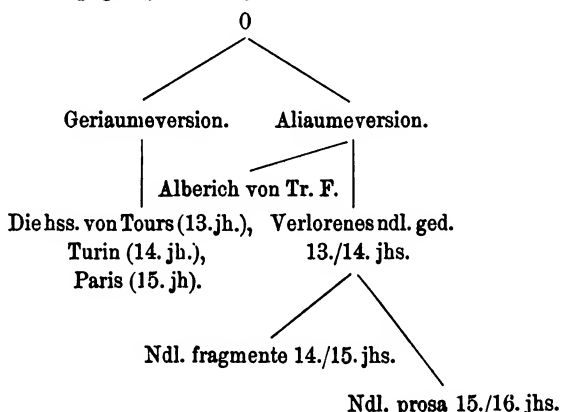 O
Geriaumeversion. Aliaumeversion.
Alberich von Tr. F.
Die hss. von Tours (13. jh.), Verlorenes ndl. ged.
Turin (14. jh.), 13./14. jhs.
Paris (15. jh).
Ndl. fragmente 14./15. jhs.
Ndl. prosa 15./16. jhs.